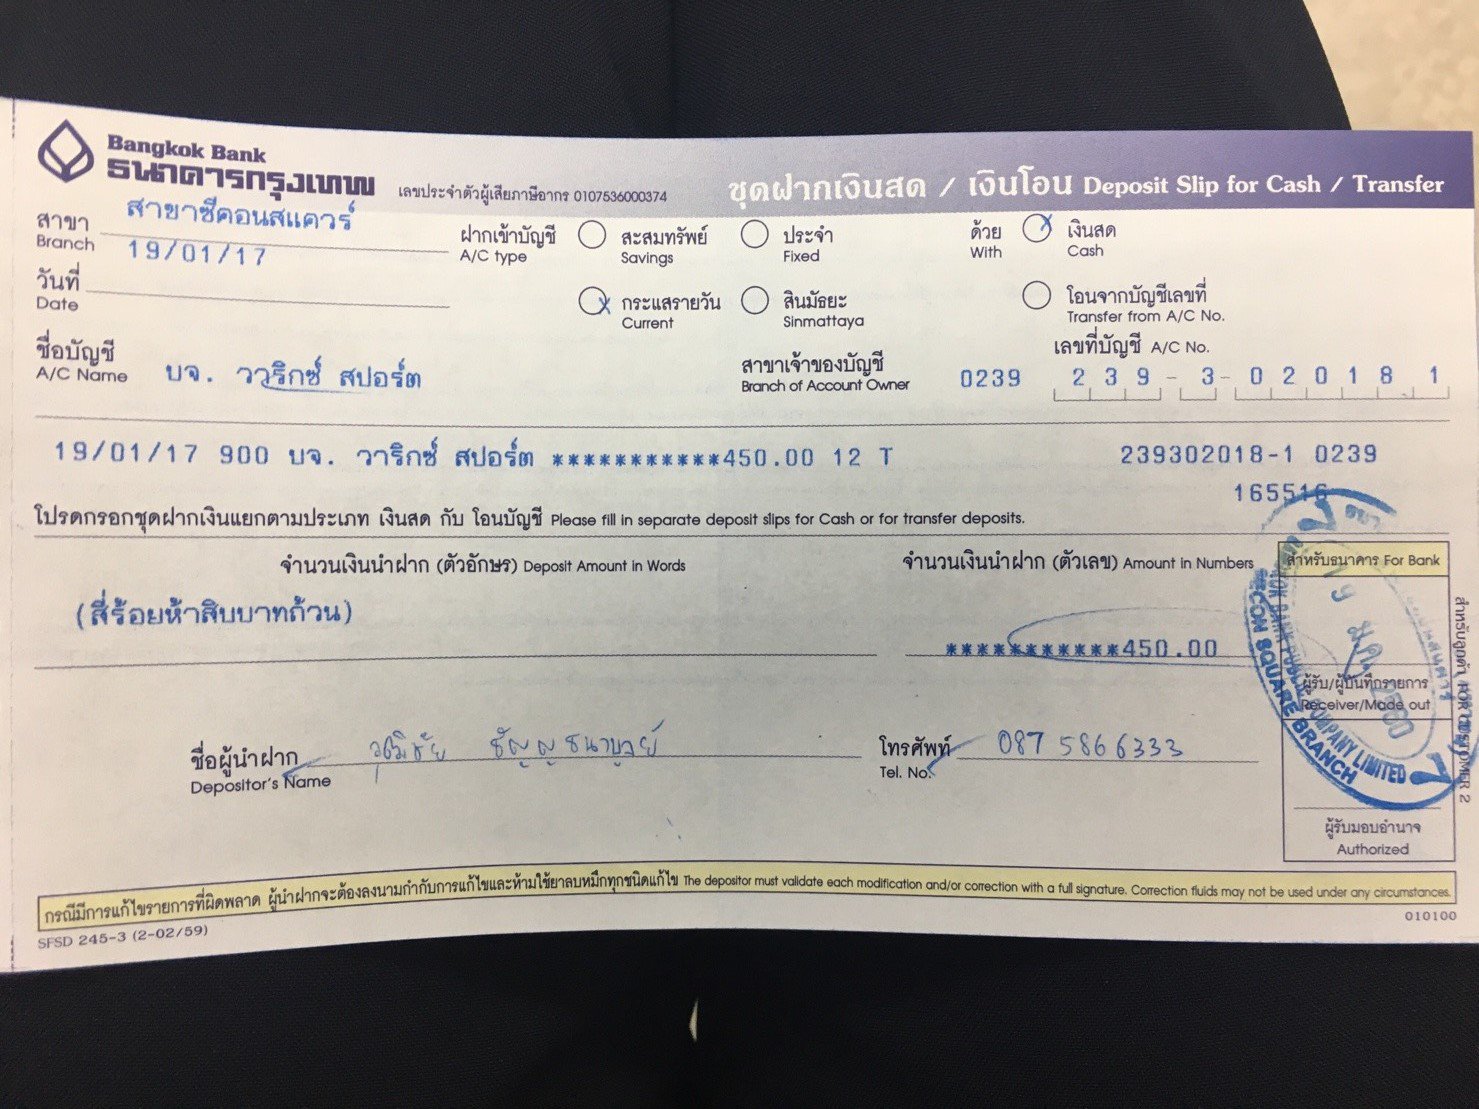 Bangkok Bank
ธนาคารกรุงเทพ
เลขประจำตัวผู้เสียภาษีอากร 0107536000374
ชุดฝากเงินสด / เงินโอน Deposit Slip for Cash / Transfer
สาขา สาขาซีคอนสแควร์
Branch 19/01/17
วันที่
Date
ฝากเข้าบัญชี สะสมทรัพย์ ประจำ ด้วย เงินสด
A/C type Savings Fixed With Cash
กระแสรายวัน สินมัธยะ โอนจากบัญชีเลขที่
Current Sinmattaya Transfer from A/C No.
ชื่อบัญชี บจ. วาริกซ์ สปอร์ต สาขาเจ้าของบัญชี 0239 เลขที่บัญชี A/C No.
A/C Name Branch of Account Owner 239-3-02018 1
19/01/17 900 บจ. วาริกซ์ สปอร์ต ***********450.00 12 T 239302018-1 0239
165516
โปรดกรอกชุดฝากเงินแยกตามประเภท เงินสด กับ โอนบัญชี Please fill in separate deposit slips for Cash or for transfer deposits.
จำนวนเงินนำฝาก (ตัวอักษร) Deposit Amount in Words จำนวนเงินนำฝาก (ตัวเลข) Amount in Numbers สำหรับธนาคาร For Bank
(สี่ร้อยห้าสิบบาทถ้วน) ***********450.00
ผู้รับ/ผู้บันทึกรายการ
Receiver/Made out
ชื่อผู้นำฝาก วุฒิชัย ธัญญธนาบูลย์ โทรศัพท์ 087 5866333
Depositor's Name Tel. No.
ผู้รับมอบอำนาจ
Authorized
PUBLIC COMPANY LIMITED
SEACON SQUARE BRANCH
สำหรับลูกค้า FOR CUSTOMER 2
กรณีมีการแก้ไขรายการที่ผิดพลาด ผู้นำฝากจะต้องลงนามกำกับการแก้ไขและห้ามใช้ยาลบหมึกทุกชนิดแก้ไข The depositor must validate each modification and/or correction with a full signature. Correction fluids may not be used under any circumstances.
SFSD 245-3 (2-02/59) 010100